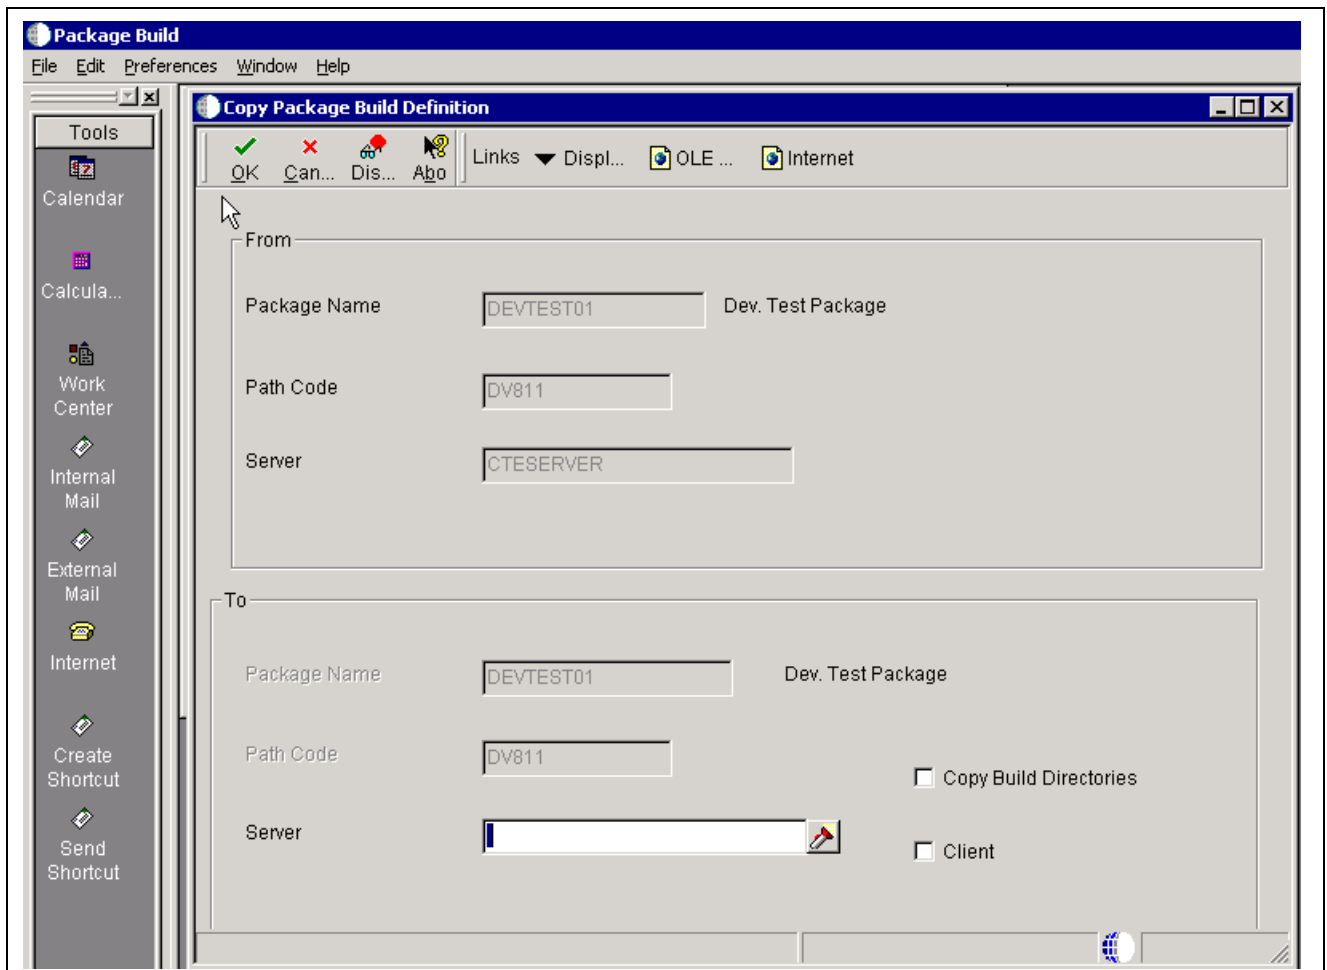 Package Build
File Edit Preferences Window Help
Tools
Calendar
Calcula...
Work
Center
Internal
Mail
External
Mail
Internet
Create
Shortcut
Send
Shortcut
Copy Package Build Definition
OK Can... Dis... Abo Links Displ... OLE ... Internet
From
Package Name DEVTEST01 Dev. Test Package
Path Code DV811
Server CTESERVER
To
Package Name DEVTEST01 Dev. Test Package
Path Code DV811
Copy Build Directories
Server
Client